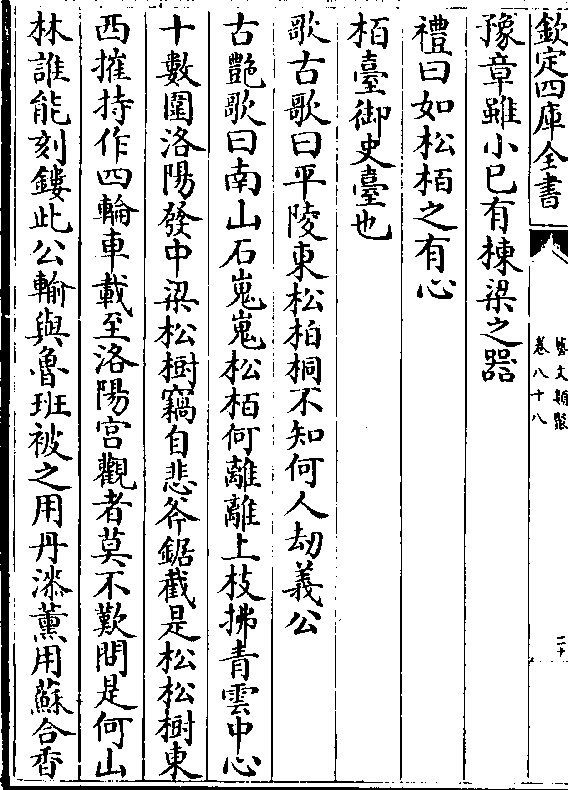 欽定四庫全書
藝文類聚
卷八十八
二十
豫章雖小已有棟梁之器
禮曰如松栢之有心
栢臺御史臺也
歌古歌曰平陵東松柏桐不知何人劫義公
古艷歌曰南山石嵬嵬松栢何離離上枝拂青雲中心
十數圍洛陽發中梁松樹竊自悲斧鋸截是松松樹東
西摧持作四輪車載至洛陽宫觀者莫不歎問是何山
林誰能刻鏤此公輸與魯班被之用丹漆薰用蘇合香